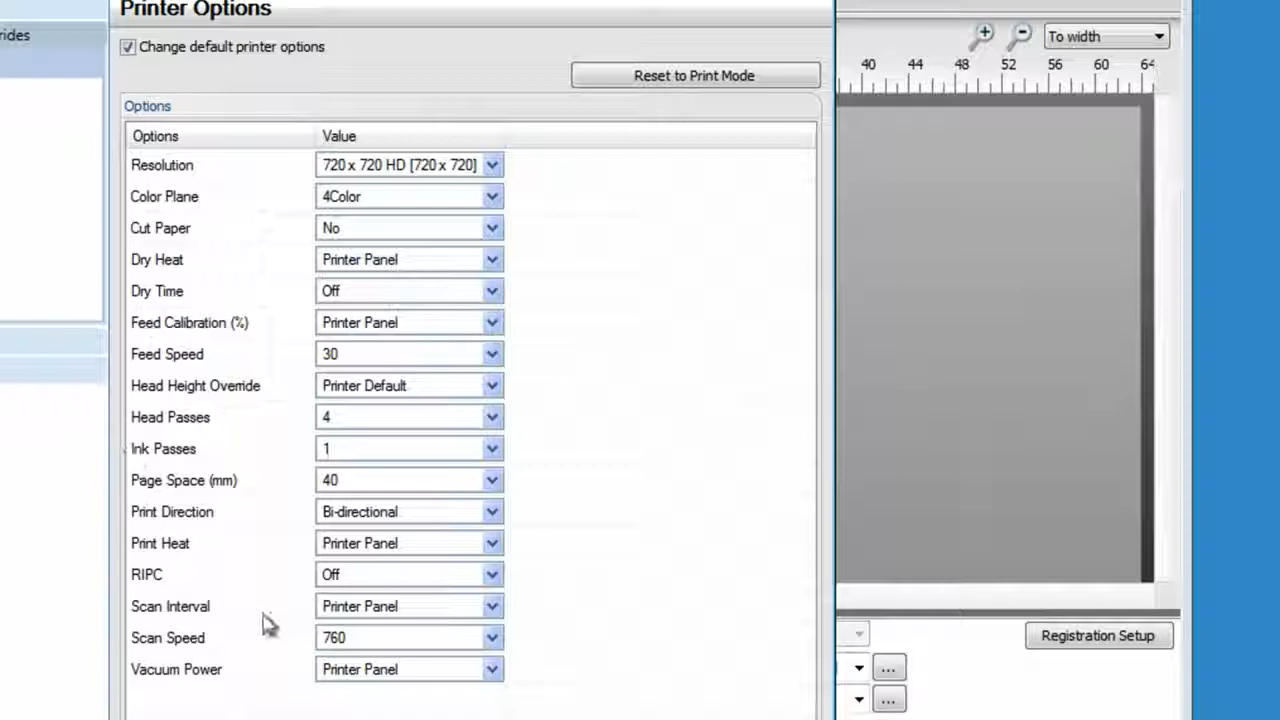 Printer Options
rides
Change default printer options
To width
Reset to Print Mode
40 44 48 52 56 60 64
Options
Options Value
Resolution 720 x 720 HD [720 x 720]
Color Plane 4Color
Cut Paper No
Dry Heat Printer Panel
Dry Time Off
Feed Calibration (%) Printer Panel
Feed Speed 30
Head Height Override Printer Default
Head Passes 4
Ink Passes 1
Page Space (mm) 40
Print Direction Bi-directional
Print Heat Printer Panel
RIPC Off
Scan Interval Printer Panel
Scan Speed 760
Vacuum Power Printer Panel
Registration Setup
...
...